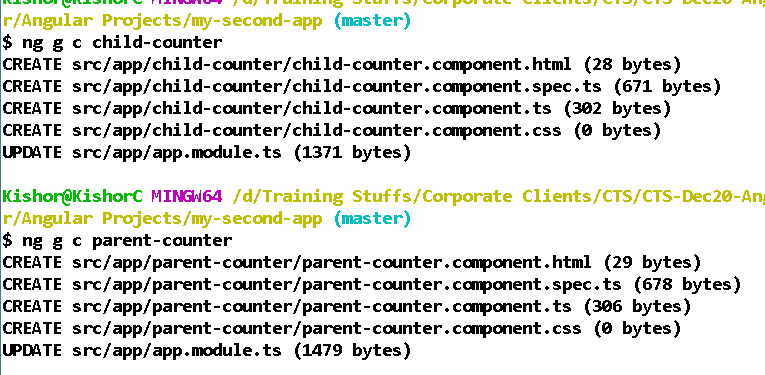 Kishor@KishorC MINGW64 /d/Training Stuffs/Corporate Clients/CTS/CTS-Dec20-Ang
r/Angular Projects/my-second-app (master)
$ ng g c child-counter
CREATE src/app/child-counter/child-counter.component.html (28 bytes)
CREATE src/app/child-counter/child-counter.component.spec.ts (671 bytes)
CREATE src/app/child-counter/child-counter.component.ts (302 bytes)
CREATE src/app/child-counter/child-counter.component.css (0 bytes)
UPDATE src/app/app.module.ts (1371 bytes)
Kishor@KishorC MINGW64 /d/Training Stuffs/Corporate Clients/CTS/CTS-Dec20-Ang
r/Angular Projects/my-second-app (master)
$ ng g c parent-counter
CREATE src/app/parent-counter/parent-counter.component.html (29 bytes)
CREATE src/app/parent-counter/parent-counter.component.spec.ts (678 bytes)
CREATE src/app/parent-counter/parent-counter.component.ts (306 bytes)
CREATE src/app/parent-counter/parent-counter.component.css (0 bytes)
UPDATE src/app/app.module.ts (1479 bytes)